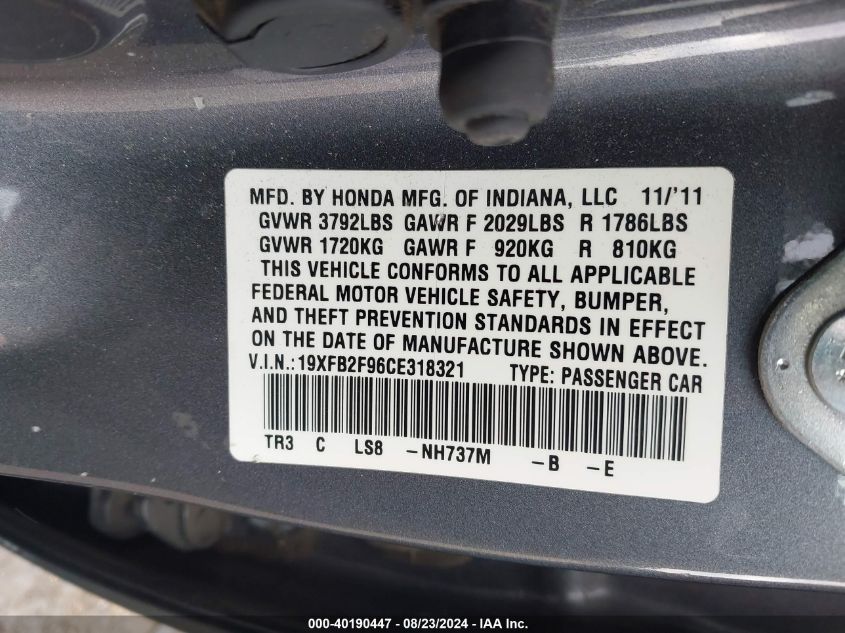 MFD. BY HONDA MFG. OF INDIANA, LLC 11/'11
GVWR 3792LBS GAWR F 2029LBS R 1786LBS
GVWR 1720KG GAWR F 920KG R 810KG
THIS VEHICLE CONFORMS TO ALL APPLICABLE
FEDERAL MOTOR VEHICLE SAFETY, BUMPER,
AND THEFT PREVENTION STANDARDS IN EFFECT
ON THE DATE OF MANUFACTURE SHOWN ABOVE.
V.I.N.:19XFB2F96CE318321 TYPE: PASSENGER CAR
TR3 C LS8 -NH737M -B -E
000-40190447 - 08/23/2024 - IAA Inc.